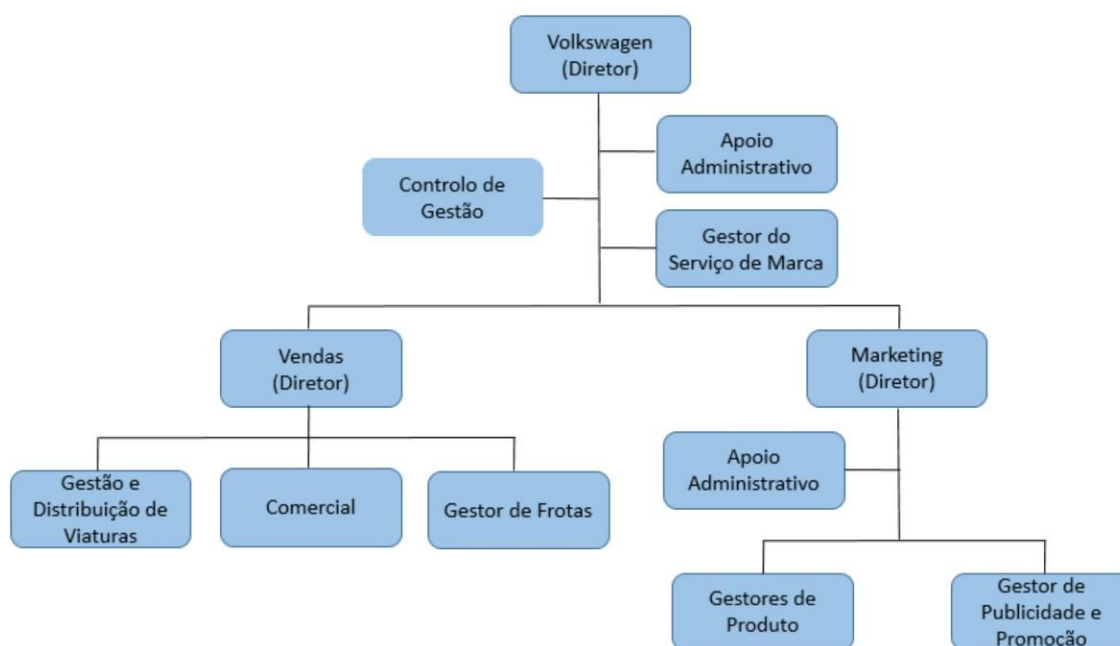 Volkswagen
(Diretor)
Apoio
Administrativo
Controlo de
Gestão
Gestor do
Serviço de Marca
Vendas
(Diretor)
Marketing
(Diretor)
Gestão e
Distribuição de
Viaturas
Comercial
Gestor de Frotas
Apoio
Administrativo
Gestores de
Produto
Gestor de
Publicidade e
Promoção